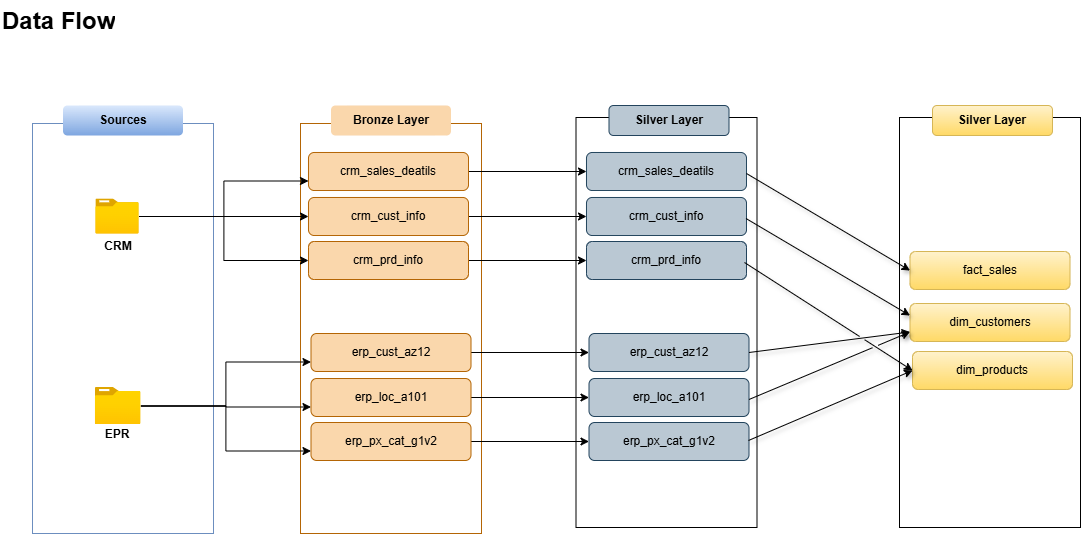 Data Flow
Sources
Bronze Layer
Silver Layer
Silver Layer
CRM
EPR
crm_sales_deatils
crm_cust_info
crm_prd_info
erp_cust_az12
erp_loc_a101
erp_px_cat_g1v2
crm_sales_deatils
crm_cust_info
crm_prd_info
erp_cust_az12
erp_loc_a101
erp_px_cat_g1v2
fact_sales
dim_customers
dim_products